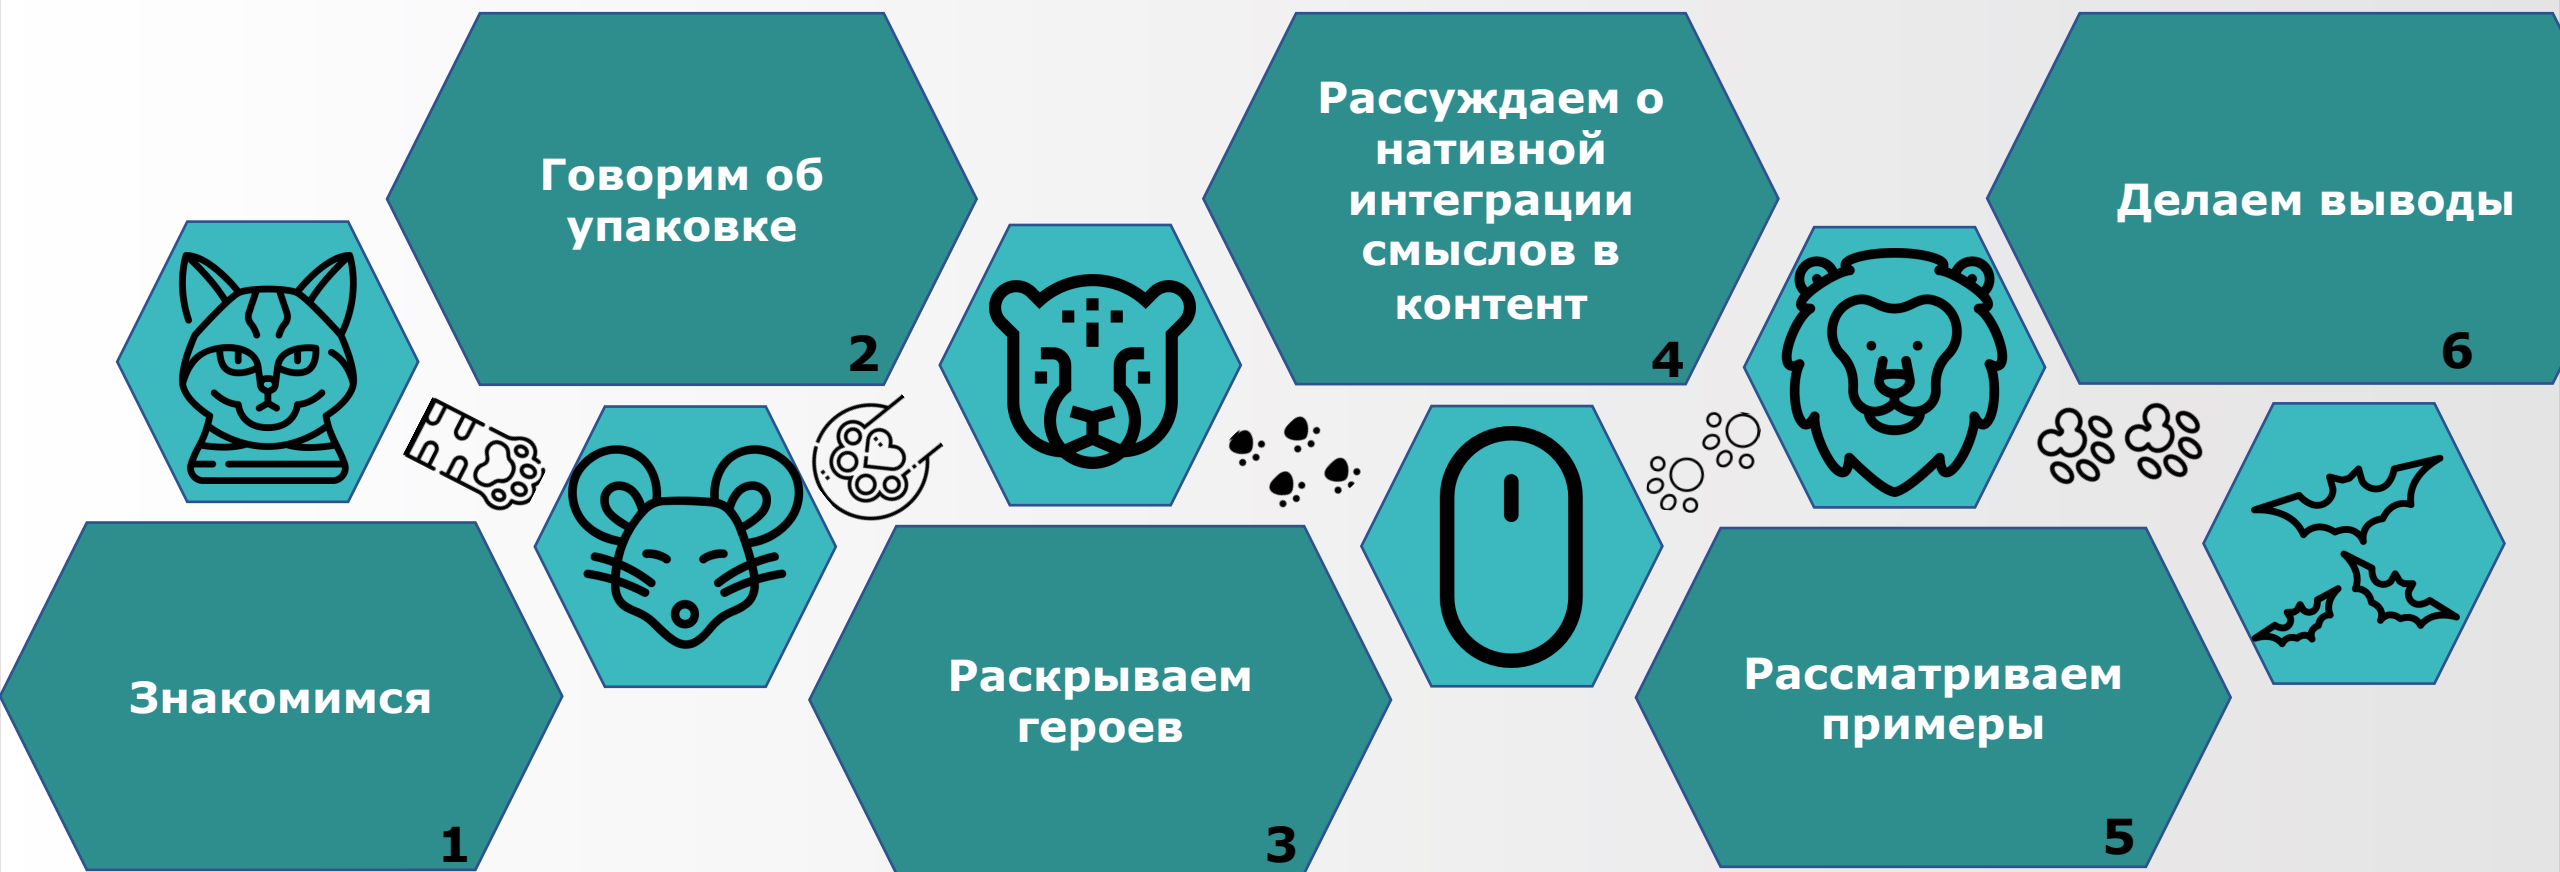 Знакомимся
1
Говорим об
упаковке
2
Раскрываем
героев
3
Рассуждаем о
нативной
интеграции
смыслов в
контент
4
Рассматриваем
примеры
5
Делаем выводы
6